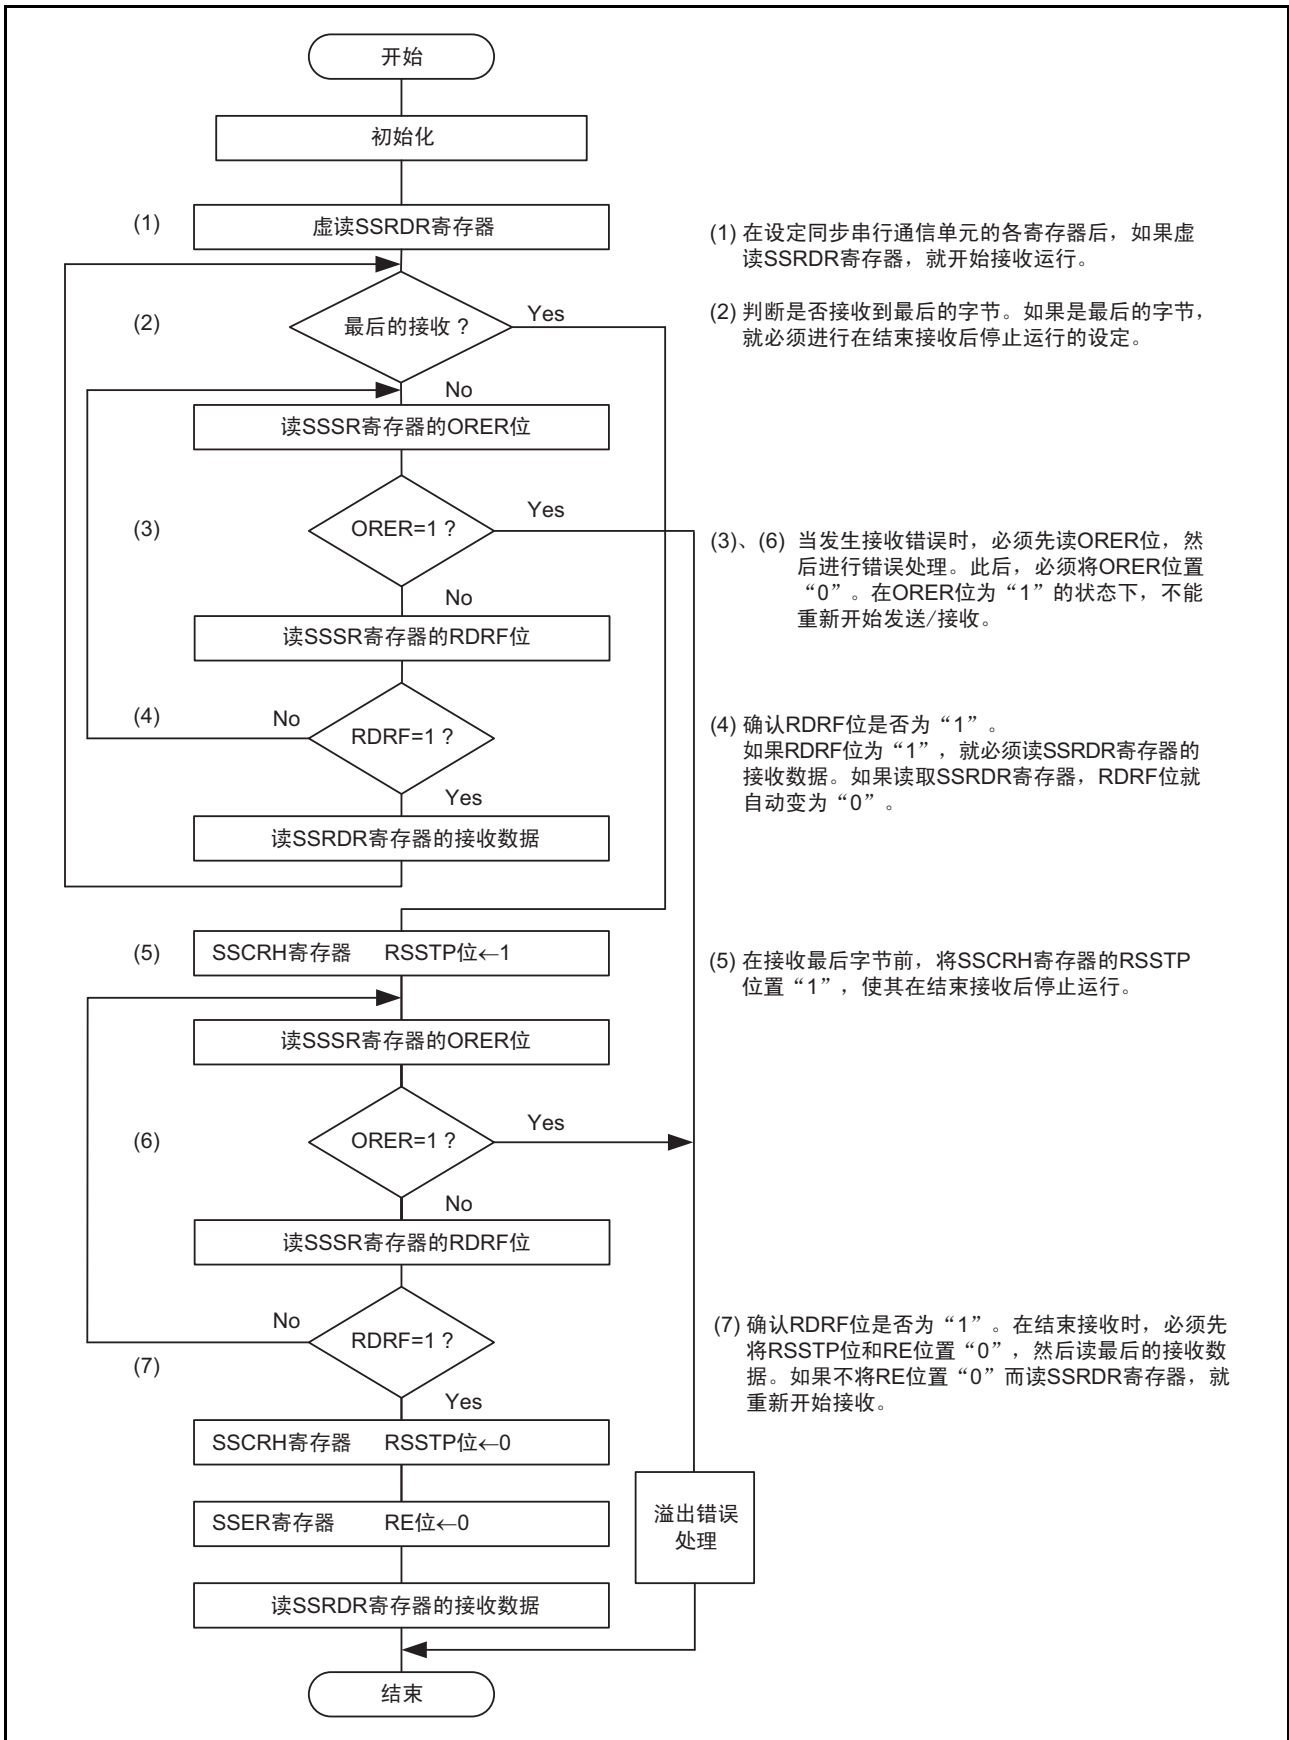 开始
初始化
(1)
虚读SSRDR寄存器
(1) 在设定同步串行通信单元的各寄存器后，如果虚
读SSRDR寄存器，就开始接收运行。
(2)
最后的接收？
Yes
(2) 判断是否接收到最后的字节。如果是最后的字节，
就必须进行在结束接收后停止运行的设定。
No
读SSSR寄存器的ORER位
(3)
ORER=1？
Yes
(3)、(6) 当发生接收错误时，必须先读ORER位，然
后进行错误处理。此后，必须将ORER位置
“0”。在ORER位为“1”的状态下，不能
重新开始发送/接收。
No
读SSSR寄存器的RDRF位
(4)
No
RDRF=1？
(4) 确认RDRF位是否为“1”。
如果RDRF位为“1”，就必须读SSRDR寄存器的
接收数据。如果读取SSRDR寄存器，RDRF位就
自动变为“0”。
Yes
读SSRDR寄存器的接收数据
(5)
SSCRH寄存器 RSSTP位←1
(5) 在接收最后字节前，将SSCRH寄存器的RSSTP
位置“1”，使其在结束接收后停止运行。
读SSSR寄存器的ORER位
(6)
ORER=1？
Yes
No
读SSSR寄存器的RDRF位
No
RDRF=1？
(7)
(7) 确认RDRF位是否为“1”。在结束接收时，必须先
将RSSTP位和RE位置“0”，然后读最后的接收数
据。如果不将RE位置“0”而读SSRDR寄存器，就
重新开始接收。
Yes
SSCRH寄存器 RSSTP位←0
SSER寄存器 RE位←0
溢出错误
处理
读SSRDR寄存器的接收数据
结束